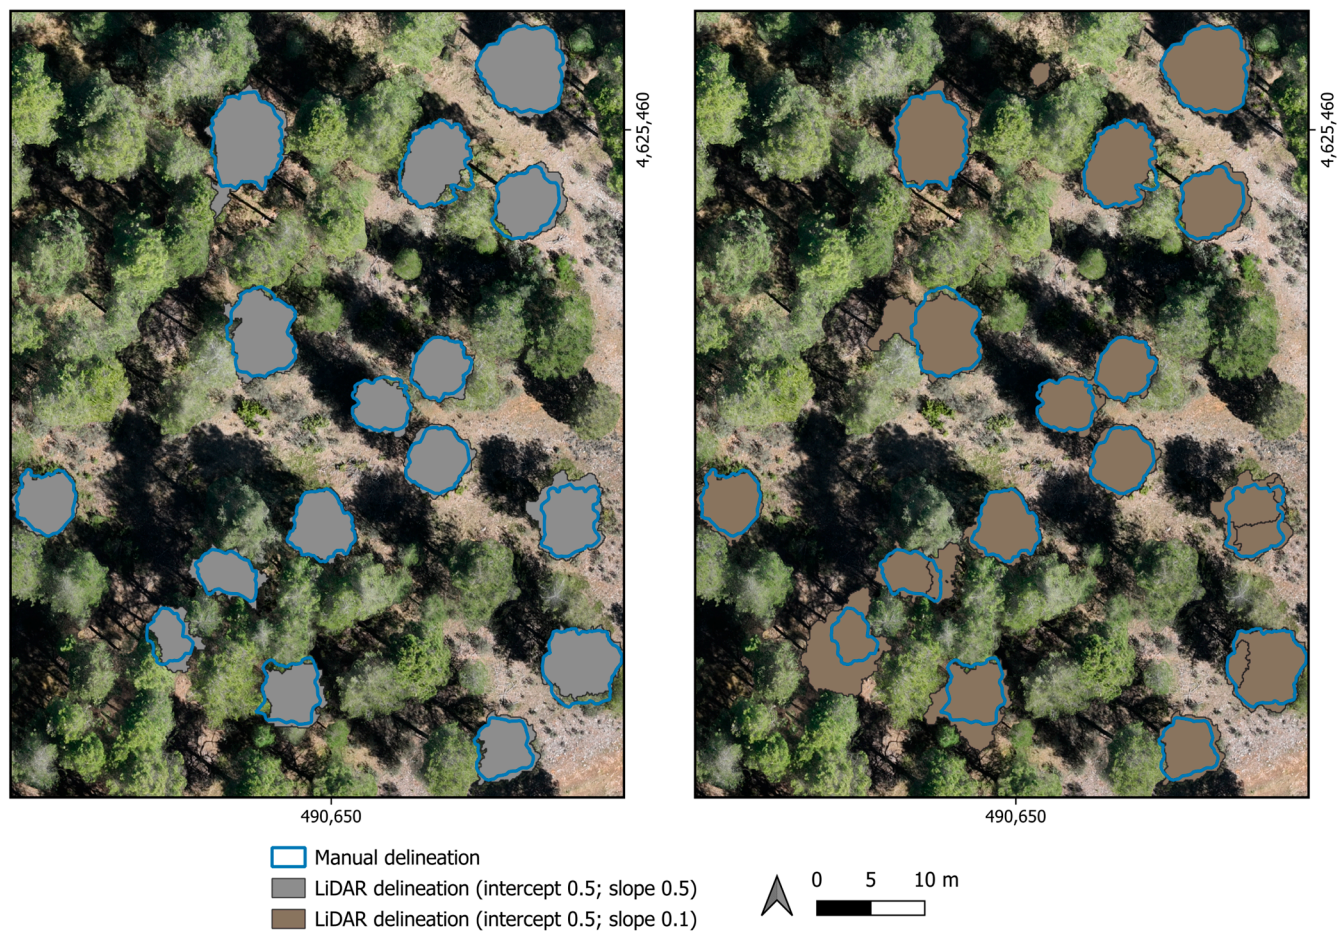 4,625,460
4,625,460
490,650
490,650
Manual delineation
LiDAR delineation (intercept 0.5; slope 0.5)
LiDAR delineation (intercept 0.5; slope 0.1)
0 5 10 m